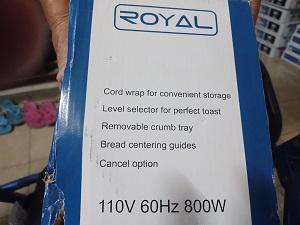 ROYAL
Cord wrap for convenient storage
Level selector for perfect toast
Removable crumb tray
Bread centering guides
Cancel option
110V 60Hz 800W